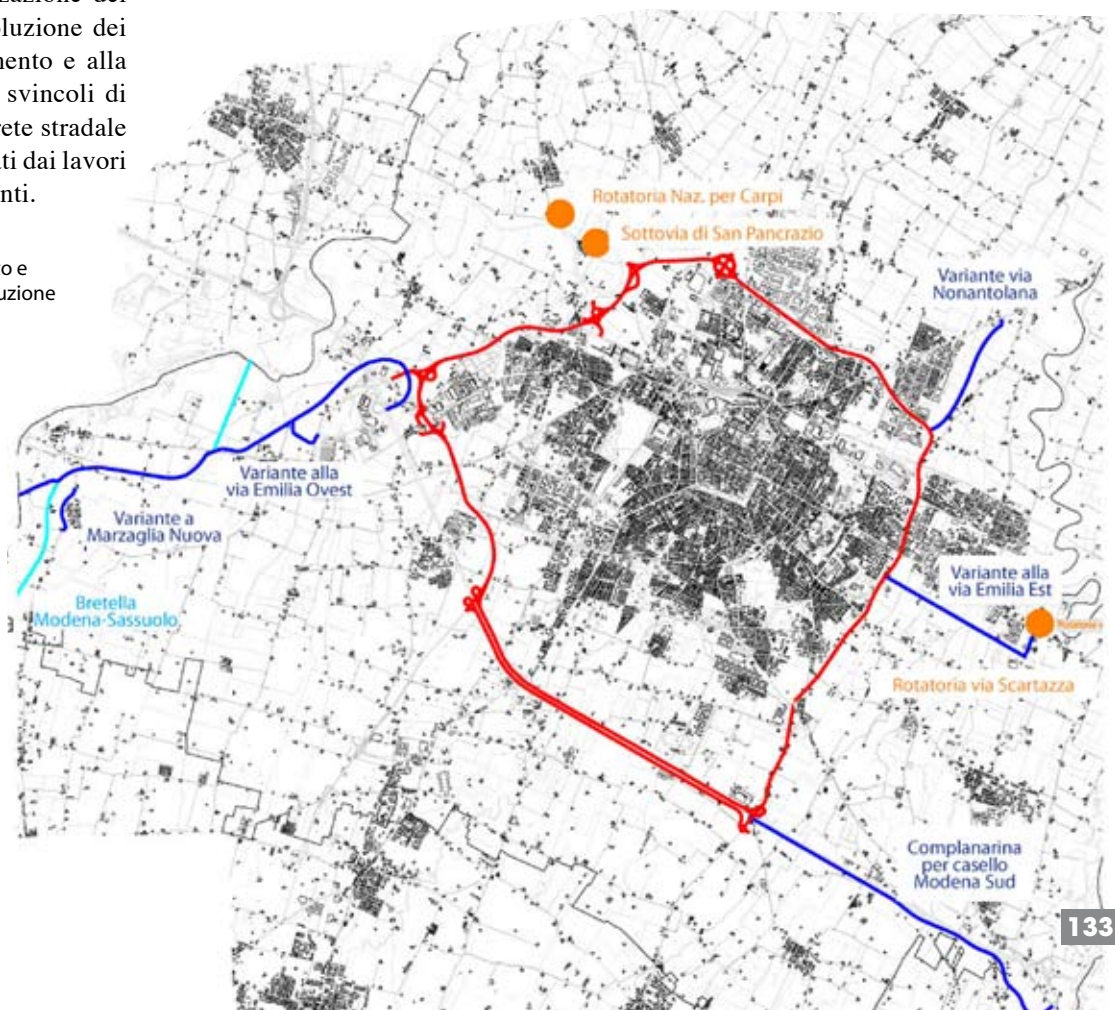 oluzione dei
mento e alla
svincoli di
rete stradale
ati dai lavori
nti.
o e
uzione
Rotatoria Naz. per Carpi
Sottovia di San Pancrazio
Variante via
Nonantolana
Variante alla
via Emilia Ovest
Variante a
Marzaglia Nuova
Bretella
Modena-Sassuolo
Variante alla
via Emilia Est
Rotatoria via Scartazza
Complanarina
per casello
Modena Sud
133